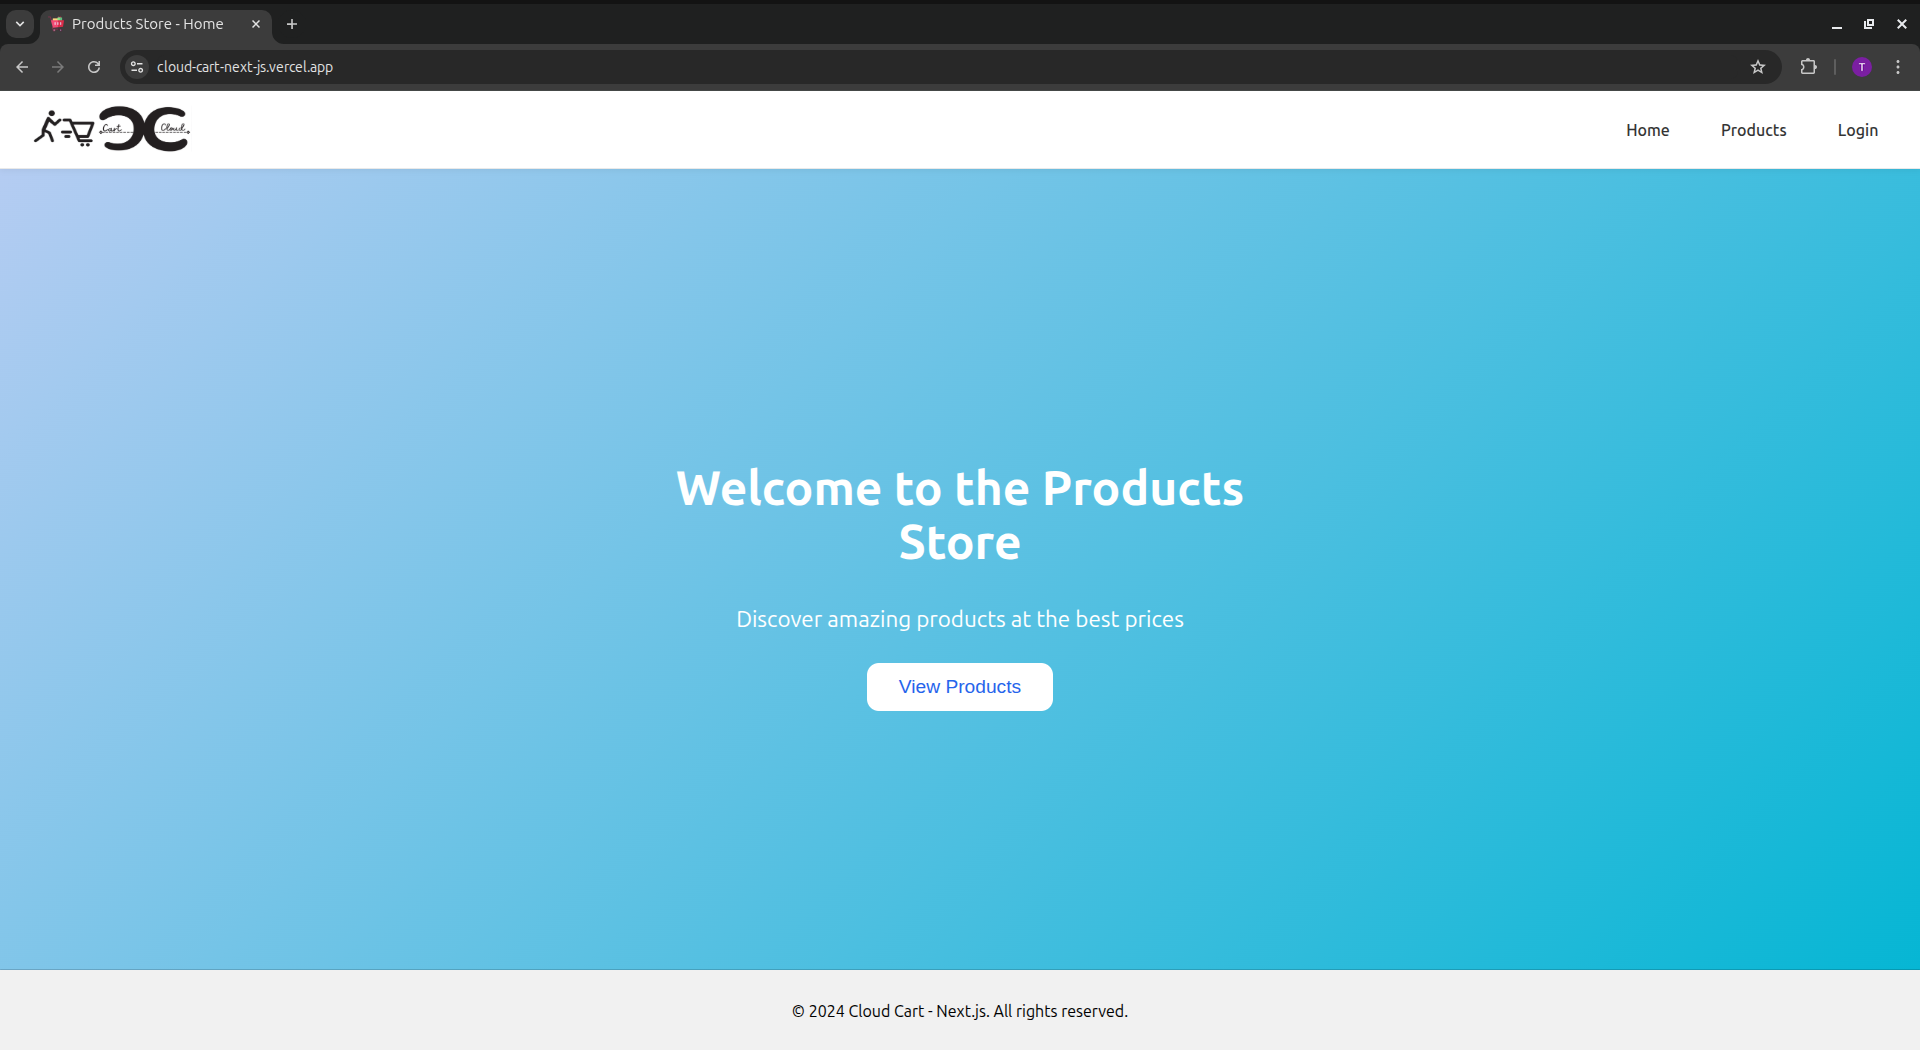 Products Store - Home
cloud-cart-next-js.vercel.app
T
Cart Cloud
Home Products Login
Welcome to the Products
Store
Discover amazing products at the best prices
View Products
© 2024 Cloud Cart - Next.js. All rights reserved.